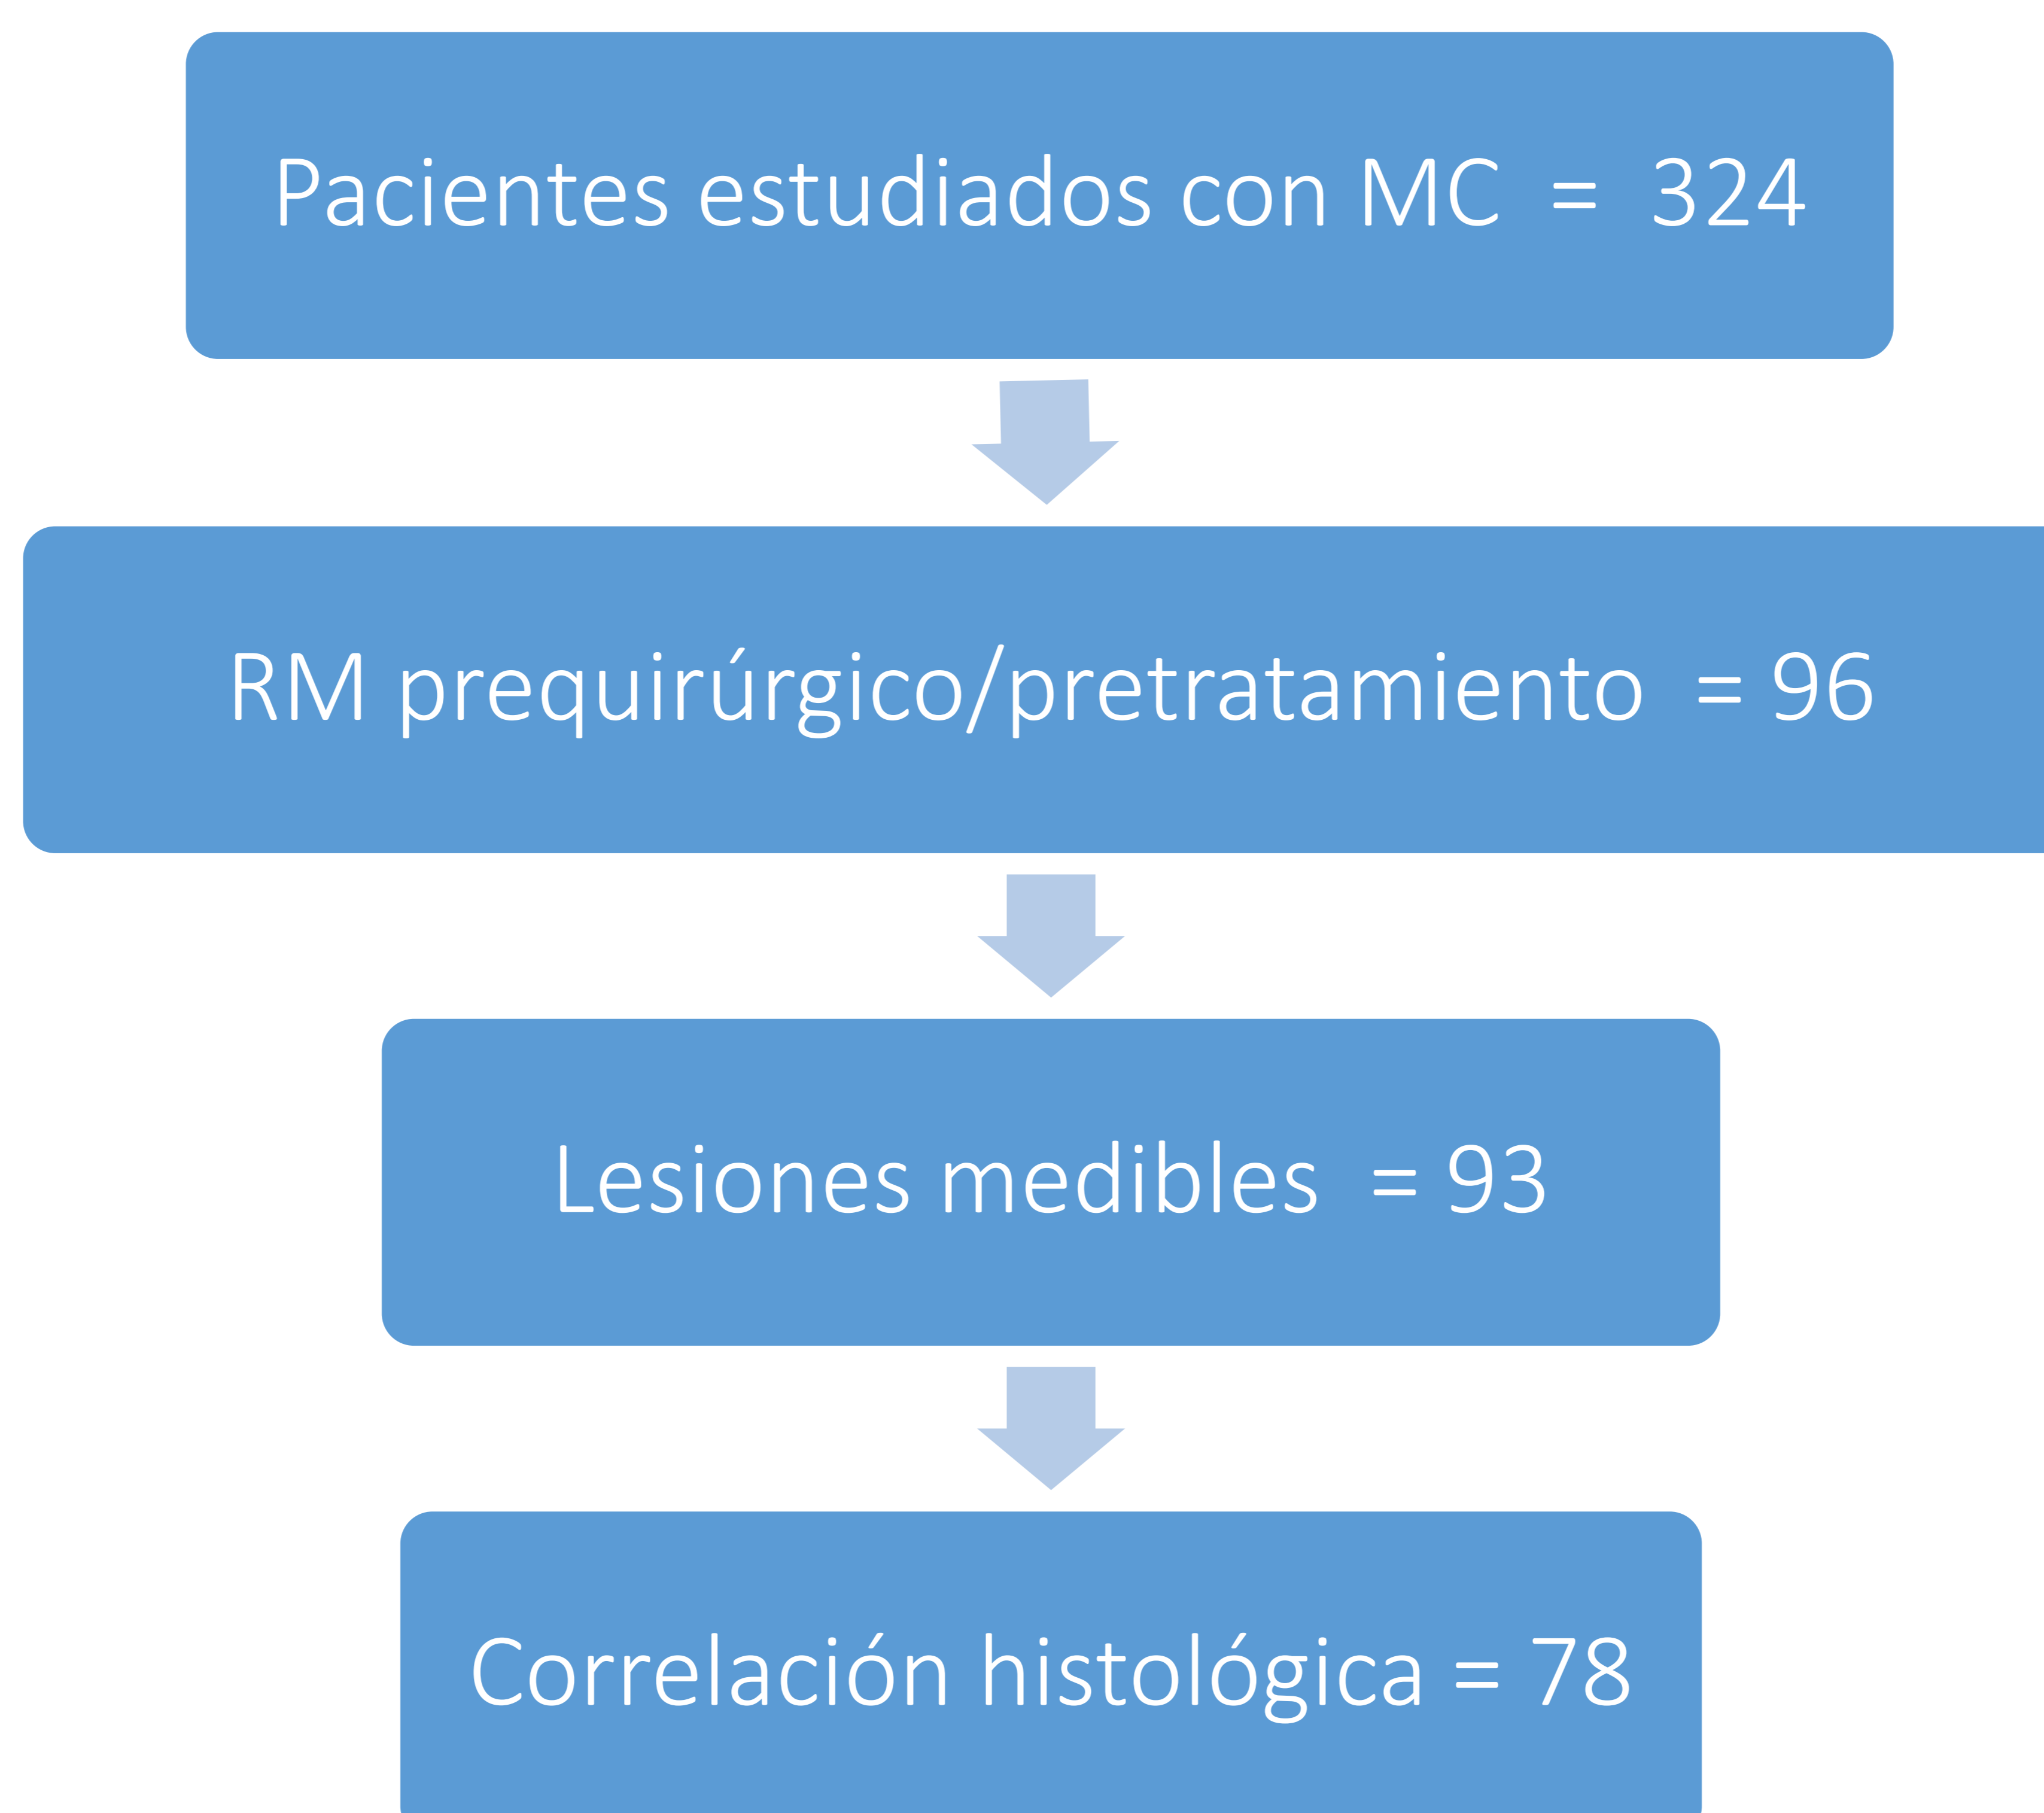 Pacientes estudiados con MC = 324
RM prequirúrgico/pretratamiento = 96
Lesiones medibles = 93
Correlación histológica =78